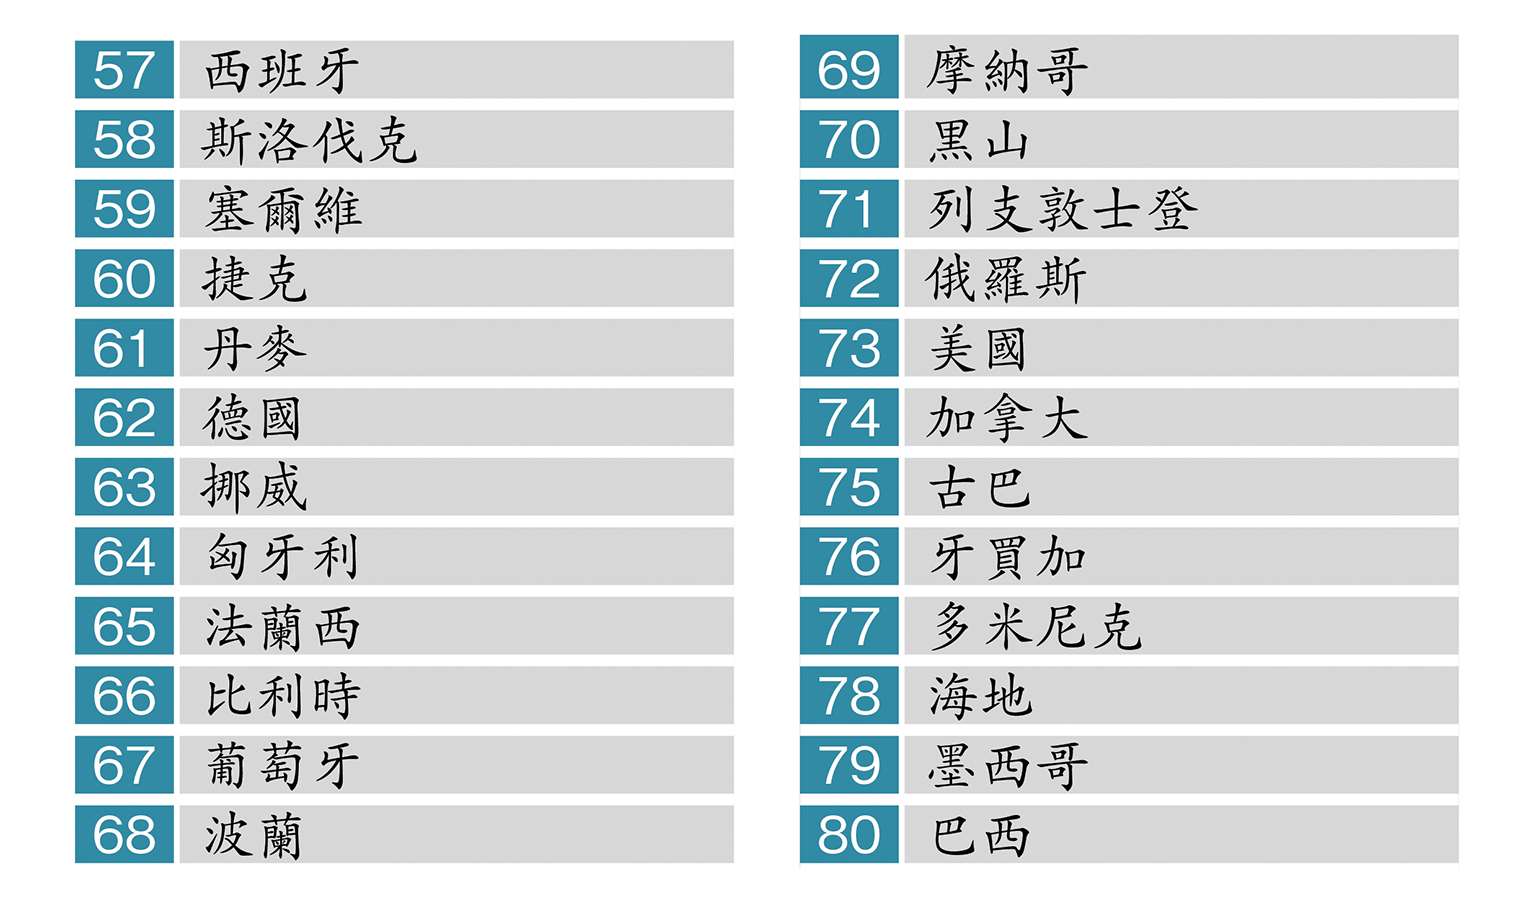 57 西班牙
58 斯洛伐克
59 塞爾維
60 捷克
61 丹麥
62 德國
63 挪威
64 匈牙利
65 法蘭西
66 比利時
67 葡萄牙
68 波蘭
69 摩納哥
70 黑山
71 列支敦士登
72 俄羅斯
73 美國
74 加拿大
75 古巴
76 牙買加
77 多米尼克
78 海地
79 墨西哥
80 巴西